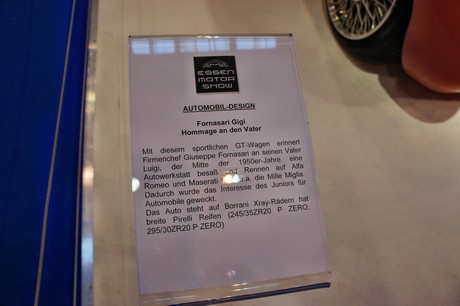 ESSEN
MOTOR
SHOW
AUTOMOBIL-DESIGN
Fornasari Gigi
Hommage an den Vater
Mit diesem sportlichen GT-Wagen erinnert
Firmenchef Giuseppe Fornasari an seinen Vater
Luigi, der Mitte der 1950er-Jahre eine
Autowerkstatt besaß und Rennen auf Alfa
Romeo und Maserati u.a. die Mille Miglia.
Dadurch wurde das Interesse des Juniors für
Automobile geweckt.
Das Auto steht auf Borrani Xray-Rädern hat
breite Pirelli Reifen (245/35ZR20 P ZERO,
295/30ZR20 P ZERO)